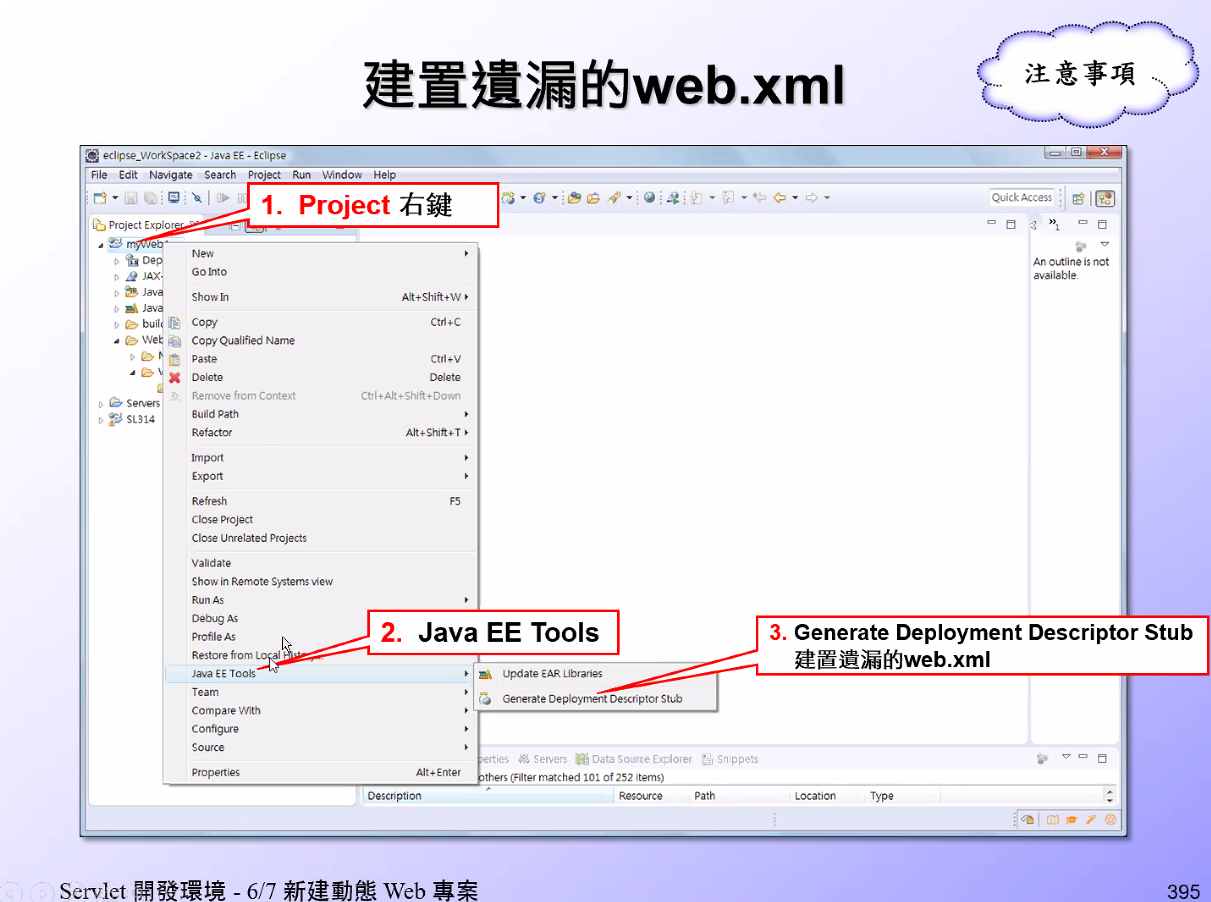 建置遺漏的web.xml
注意事項
eclipse_WorkSpace2 - Java EE - Eclipse
File Edit Navigate Search Project Run Window Help
Quick Access
1. Project 右鍵
Project Explorer
myWeb
Dep
JAX-
Java
Java
build
Web
Servers
SL314
New
Go Into
Show In Alt+Shift+W
Copy Ctrl+C
Copy Qualified Name
Paste Ctrl+V
Delete Delete
Remove from Context Ctrl+Alt+Shift+Down
Build Path
Refactor Alt+Shift+T
Import
Export
Refresh F5
Close Project
Close Unrelated Projects
Validate
Show in Remote Systems view
Run As
Debug As
Profile As
Restore from Local History...
Java EE Tools
Team
Compare With
Configure
Source
Properties Alt+Enter
An outline is not
available.
2. Java EE Tools
3. Generate Deployment Descriptor Stub
建置遺漏的web.xml
Update EAR Libraries
Generate Deployment Descriptor Stub
perties Servers Data Source Explorer Snippets
others (Filter matched 101 of 252 items)
Description Resource Path Location Type
Servlet 開發環境 - 6/7 新建動態 Web 專案
395